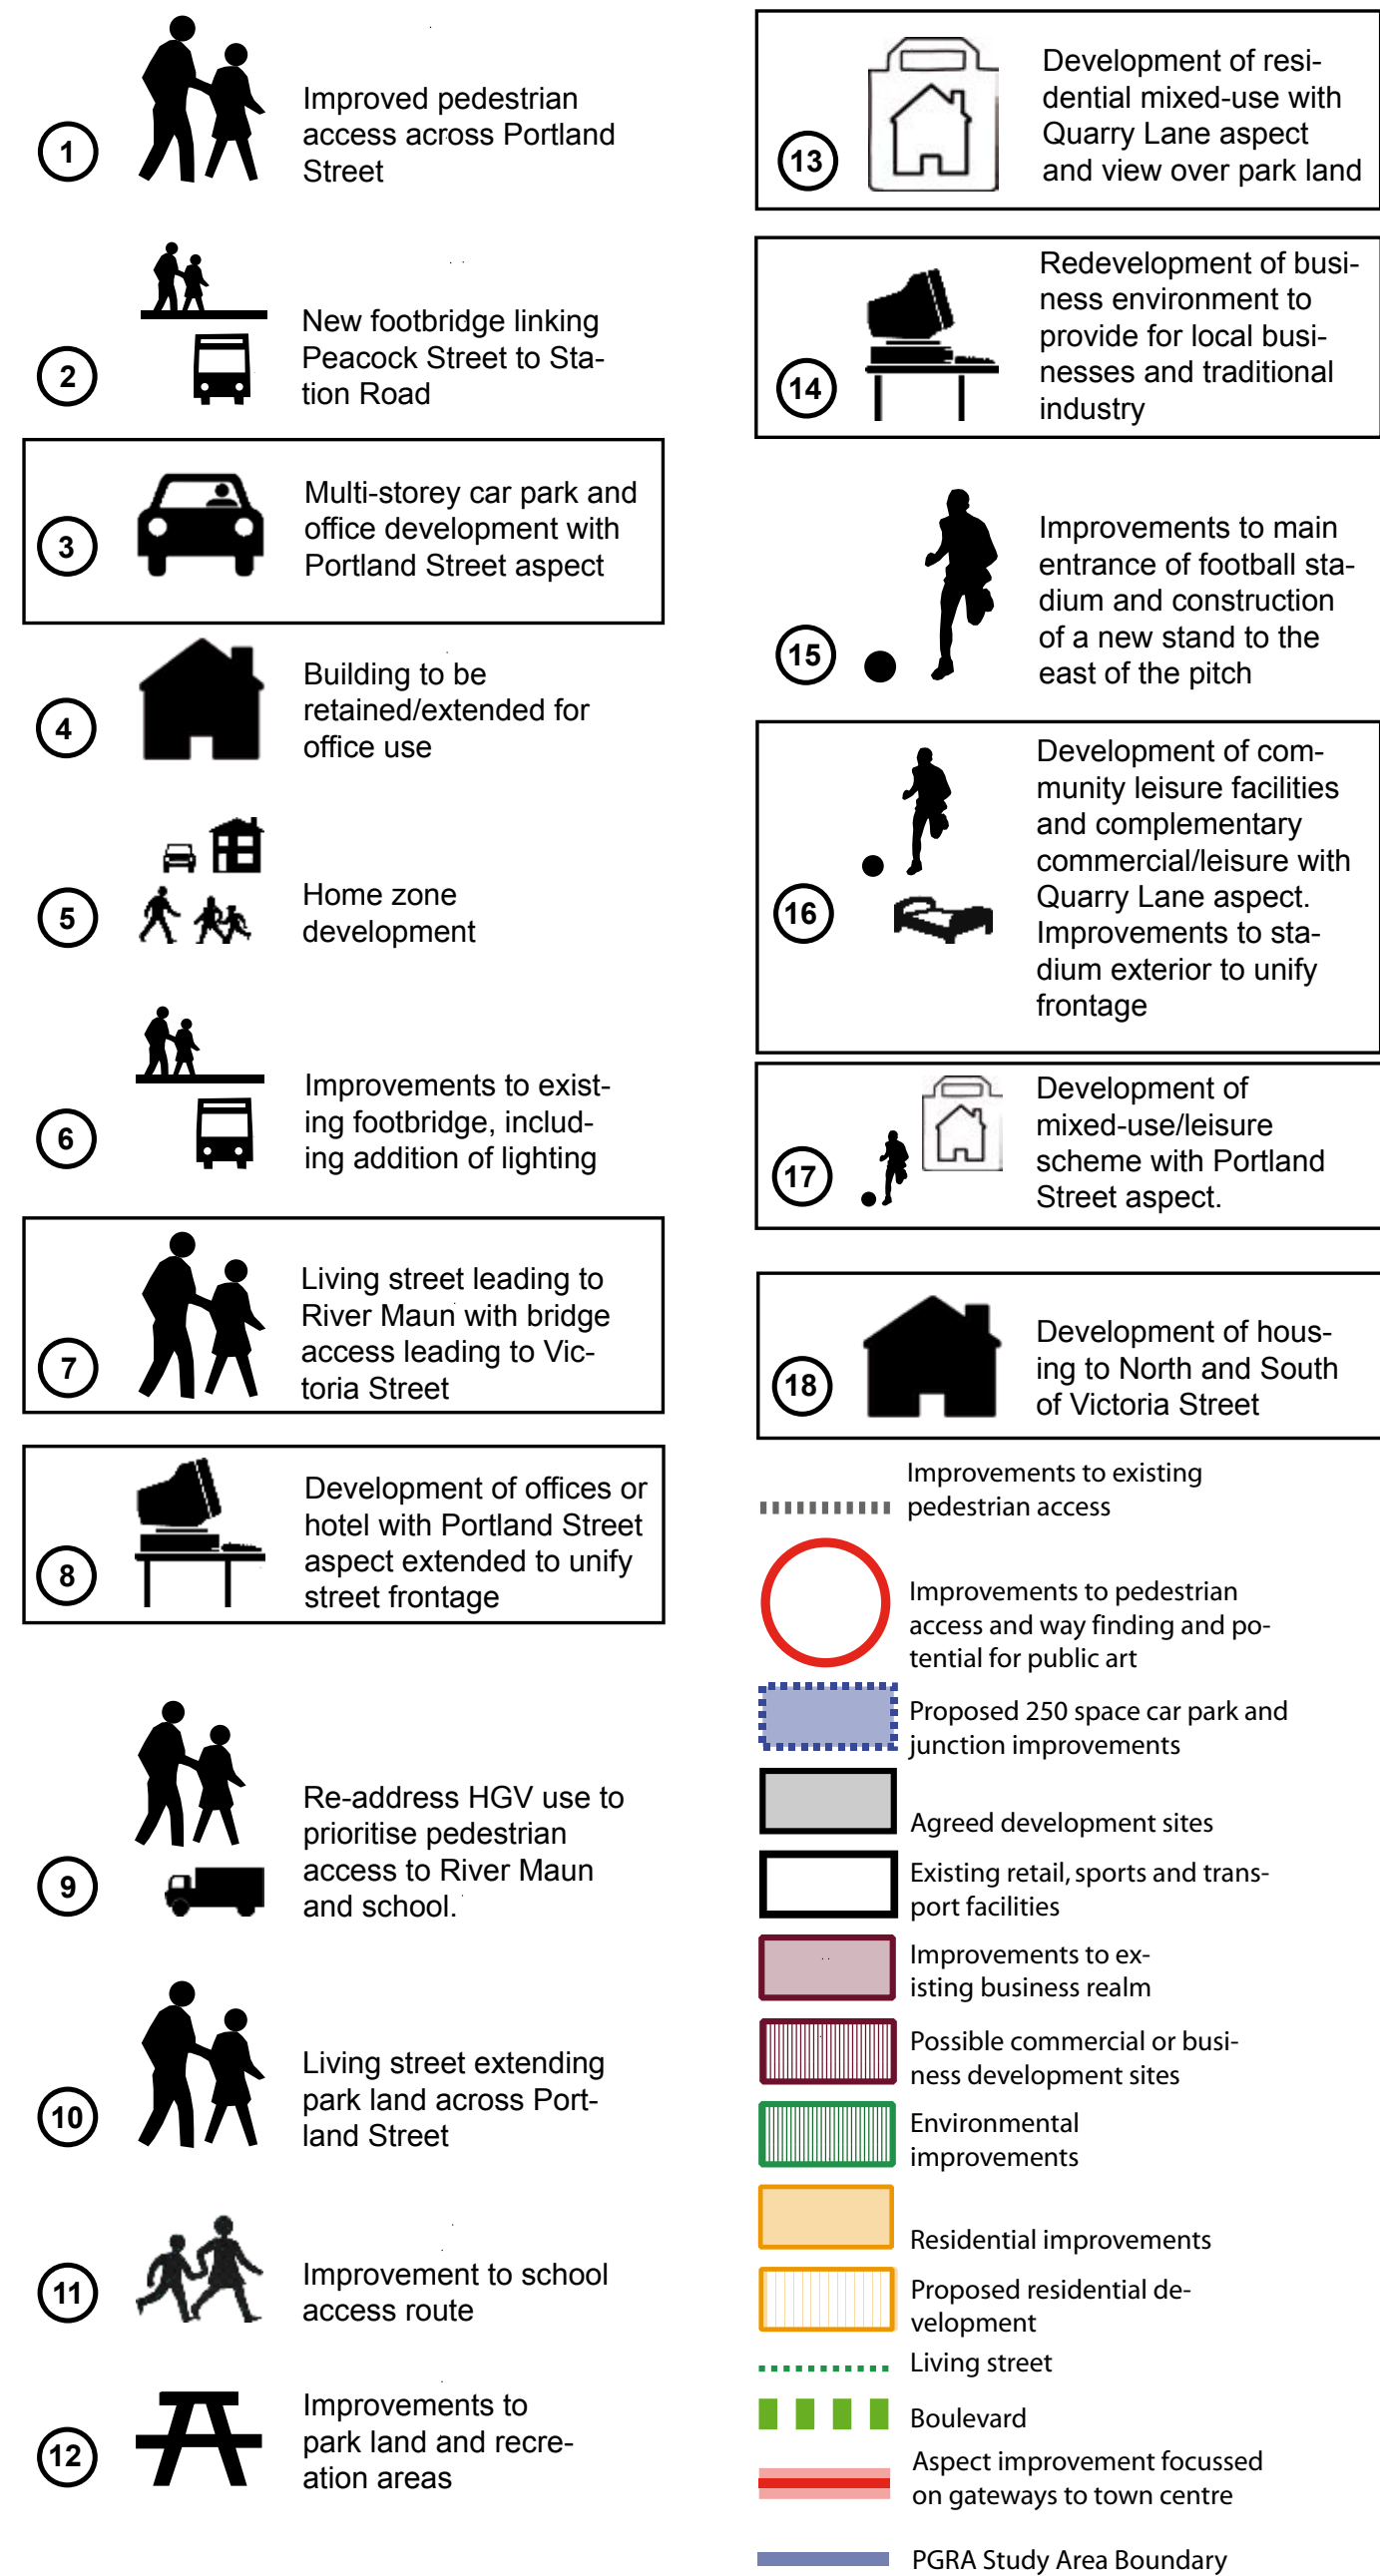 1
Improved pedestrian
access across Portland
Street
2
New footbridge linking
Peacock Street to Sta-
tion Road
3
Multi-storey car park and
office development with
Portland Street aspect
4
Building to be
retained/extended for
office use
5
Home zone
development
6
Improvements to exist-
ing footbridge, includ-
ing addition of lighting
7
Living street leading to
River Maun with bridge
access leading to Vic-
toria Street
8
Development of offices or
hotel with Portland Street
aspect extended to unify
street frontage
9
Re-address HGV use to
prioritise pedestrian
access to River Maun
and school.
10
Living street extending
park land across Port-
land Street
11
Improvement to school
access route
12
Improvements to
park land and recre-
ation areas
13
Development of resi-
dential mixed-use with
Quarry Lane aspect
and view over park land
14
Redevelopment of busi-
ness environment to
provide for local busi-
nesses and traditional
industry
15
Improvements to main
entrance of football sta-
dium and construction
of a new stand to the
east of the pitch
16
Development of com-
munity leisure facilities
and complementary
commercial/leisure with
Quarry Lane aspect.
Improvements to sta-
dium exterior to unify
frontage
17
Development of
mixed-use/leisure
scheme with Portland
Street aspect.
18
Development of hous-
ing to North and South
of Victoria Street
Improvements to existing
pedestrian access
Improvements to pedestrian
access and way finding and po-
tential for public art
Proposed 250 space car park and
junction improvements
Agreed development sites
Existing retail, sports and trans-
port facilities
Improvements to ex-
isting business realm
Possible commercial or busi-
ness development sites
Environmental
improvements
Residential improvements
Proposed residential de-
velopment
Living street
Boulevard
Aspect improvement focussed
on gateways to town centre
PGRA Study Area Boundary